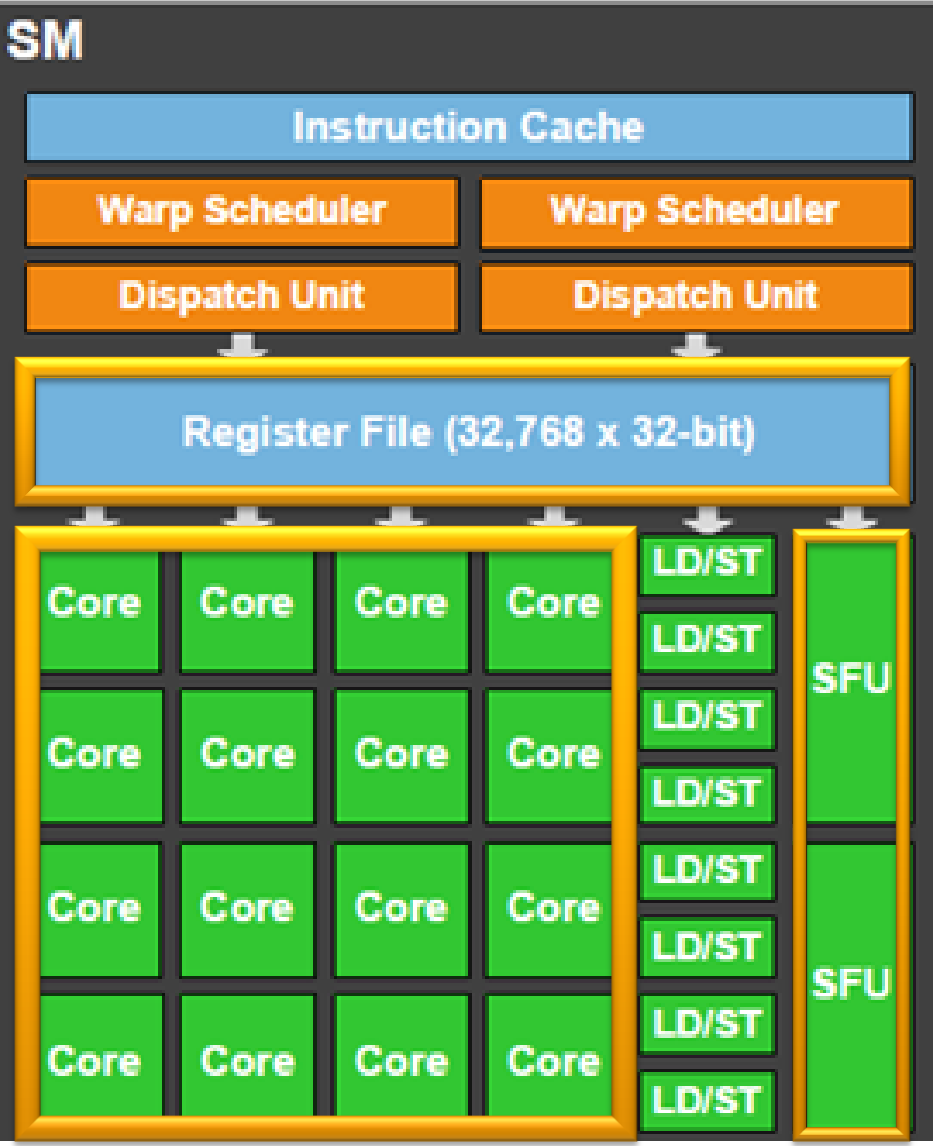 SM
Instruction Cache
Warp Scheduler Warp Scheduler
Dispatch Unit Dispatch Unit
Register File (32,768 x 32-bit)
Core Core Core Core
LD/ST
LD/ST
SFU
Core Core Core Core
LD/ST
LD/ST
Core Core Core Core
LD/ST
LD/ST
SFU
Core Core Core Core
LD/ST
LD/ST